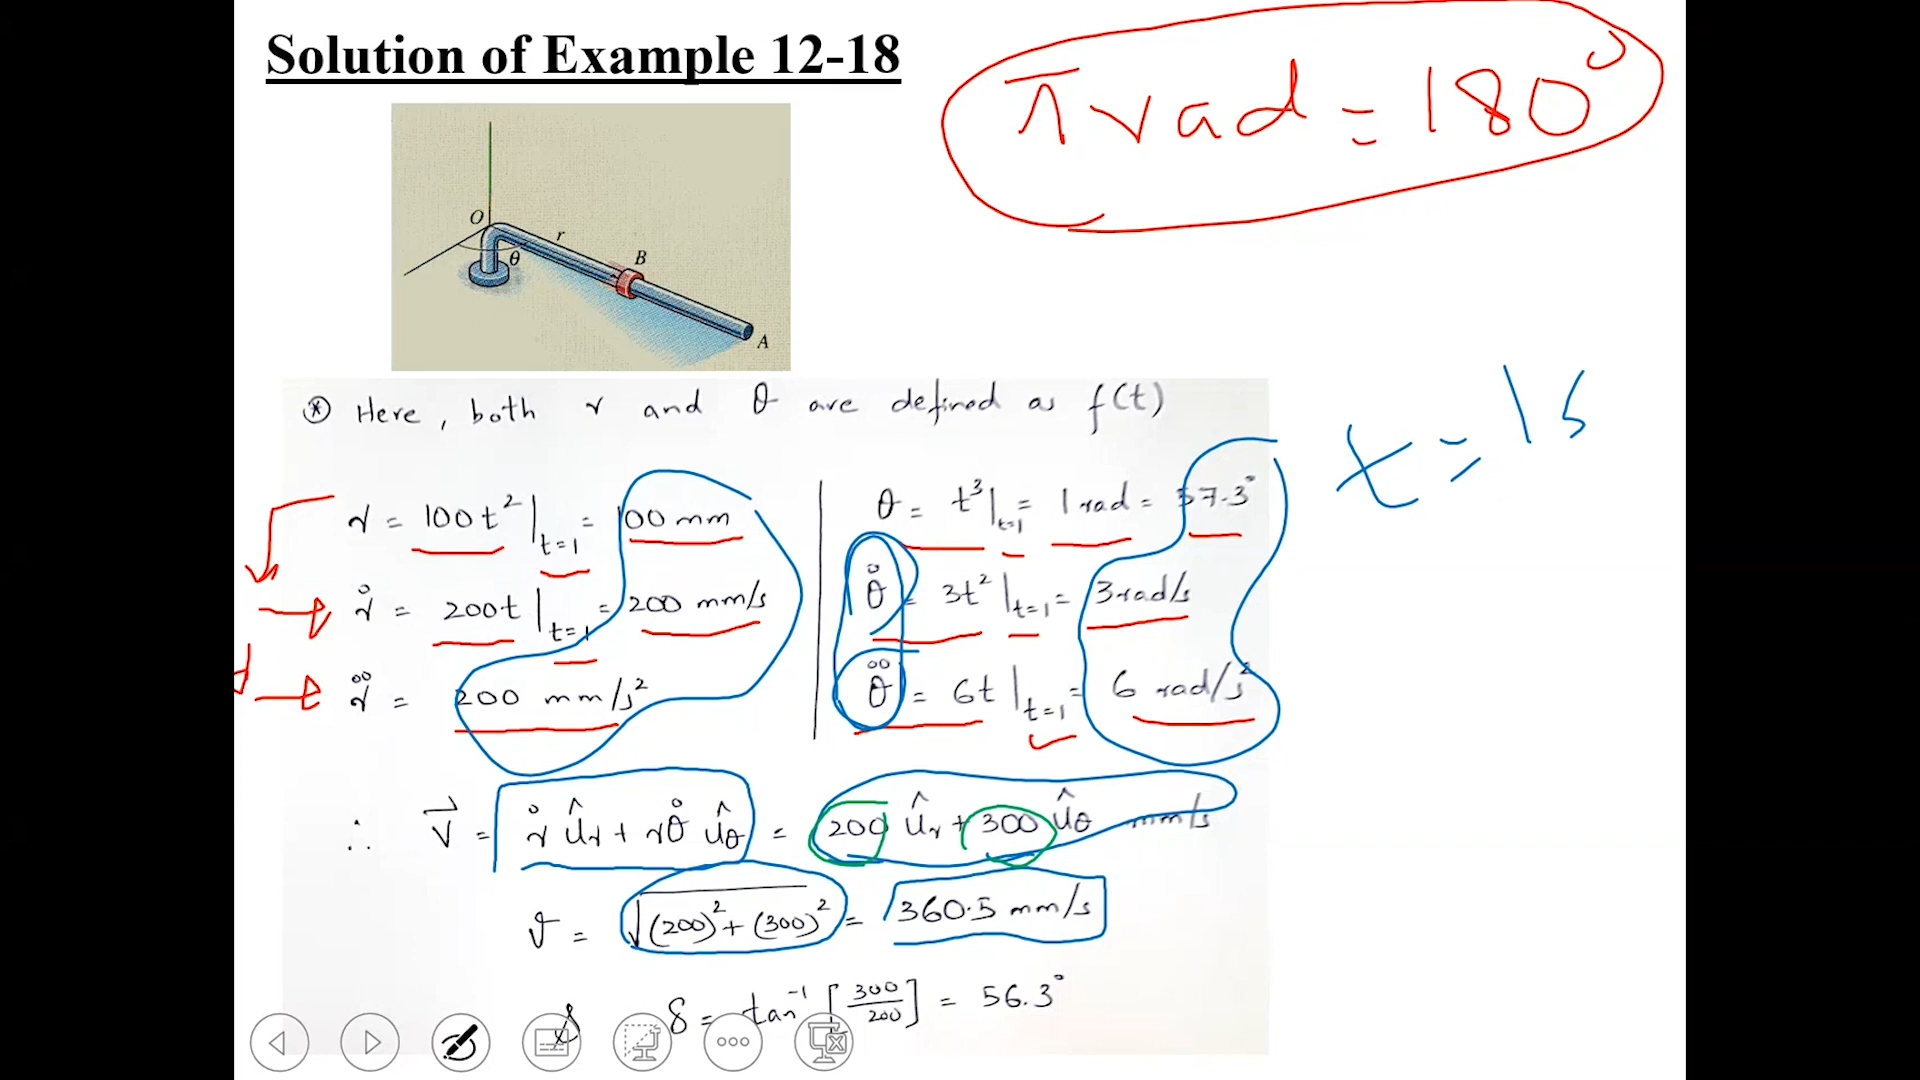 Solution of Example 12-18
π rad = 180°
O
r
θ
B
A
⊛ Here, both r and θ are defined as f(t)
t = 1s
r = 100t²|t=1 = 100 mm
θ = t³|t=1 = 1 rad = 57.3°
ṙ = 200t|t=1 = 200 mm/s
θ̇ = 3t²|t=1 = 3 rad/s
r̈ = 200 mm/s²
θ̈ = 6t|t=1 = 6 rad/s²
∴ V⃗ = ṙ ûr + rθ̇ ûθ = 200 ûr + 300 ûθ mm/s
v = √(200)² + (300)² = 360.5 mm/s
δ = tan⁻¹ [300/200] = 56.3°